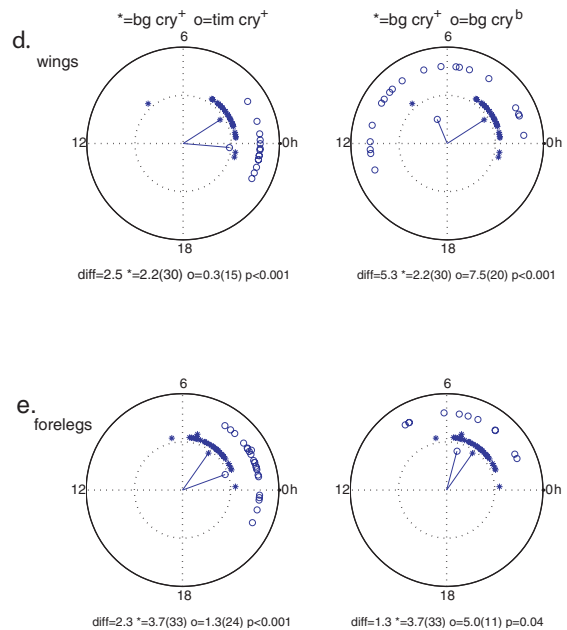 *=bg cry+ o=tim cry+ *=bg cry+ o=bg cryb
d. 6 6
wings
12 0h 12 0h
18 18
diff=2.5 *=2.2(30) o=0.3(15) p<0.001 diff=5.3 *=2.2(30) o=7.5(20) p<0.001
e. 6 6
forelegs
12 0h 12 0h
18 18
diff=2.3 *=3.7(33) o=1.3(24) p<0.001 diff=1.3 *=3.7(33) o=5.0(11) p=0.04